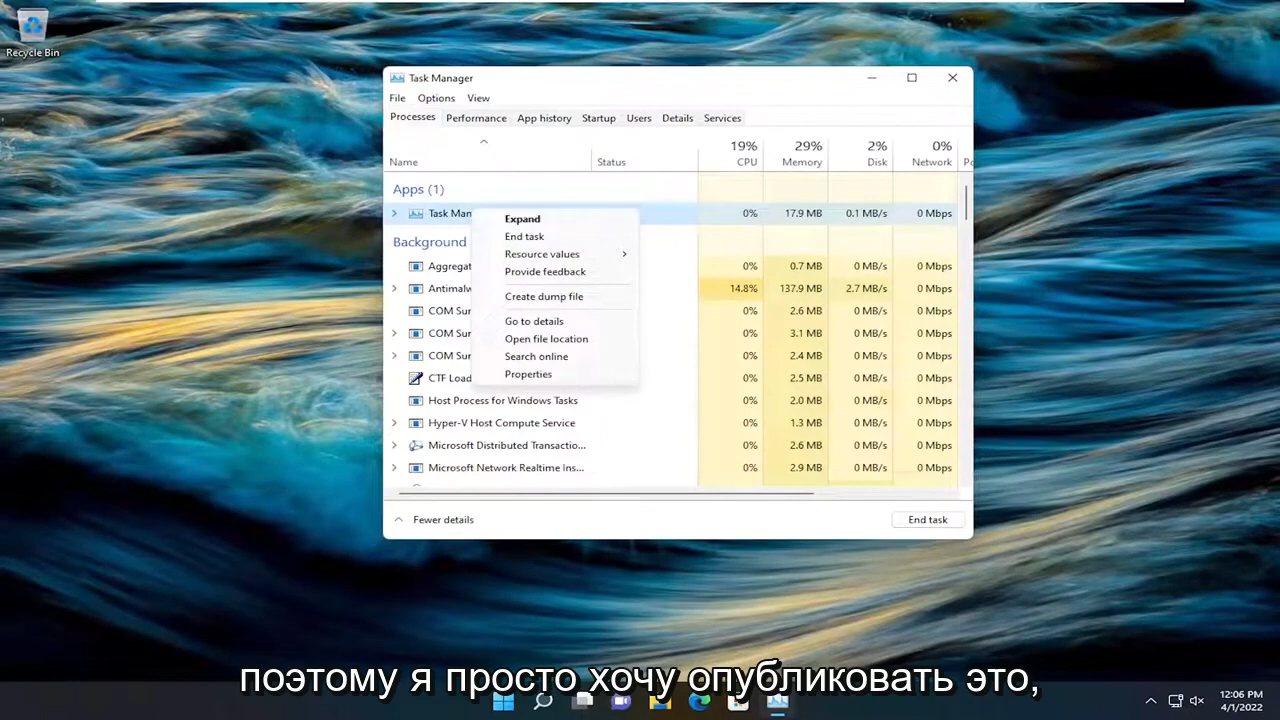 Recycle Bin
Task Manager
File Options View
Processes Performance App history Startup Users Details Services
19% 29% 2% 0%
Name Status CPU Memory Disk Network Po
Apps (1)
Task Man 0% 17.9 MB 0.1 MB/s 0 Mbps
Expand
End task
Resource values
Provide feedback
Create dump file
Go to details
Open file location
Search online
Properties
Background
Aggregat 0% 0.7 MB 0 MB/s 0 Mbps
Antimalw 14.8% 137.9 MB 2.7 MB/s 0 Mbps
COM Sur 0% 2.6 MB 0 MB/s 0 Mbps
COM Sur 0% 3.1 MB 0 MB/s 0 Mbps
COM Sur 0% 2.4 MB 0 MB/s 0 Mbps
CTF Load 0% 2.5 MB 0 MB/s 0 Mbps
Host Process for Windows Tasks 0% 2.0 MB 0 MB/s 0 Mbps
Hyper-V Host Compute Service 0% 1.3 MB 0 MB/s 0 Mbps
Microsoft Distributed Transactio... 0% 2.6 MB 0 MB/s 0 Mbps
Microsoft Network Realtime Ins... 0% 2.9 MB 0 MB/s 0 Mbps
Fewer details End task
поэтому я просто хочу опубликовать это,
12:06 PM
4/1/2022